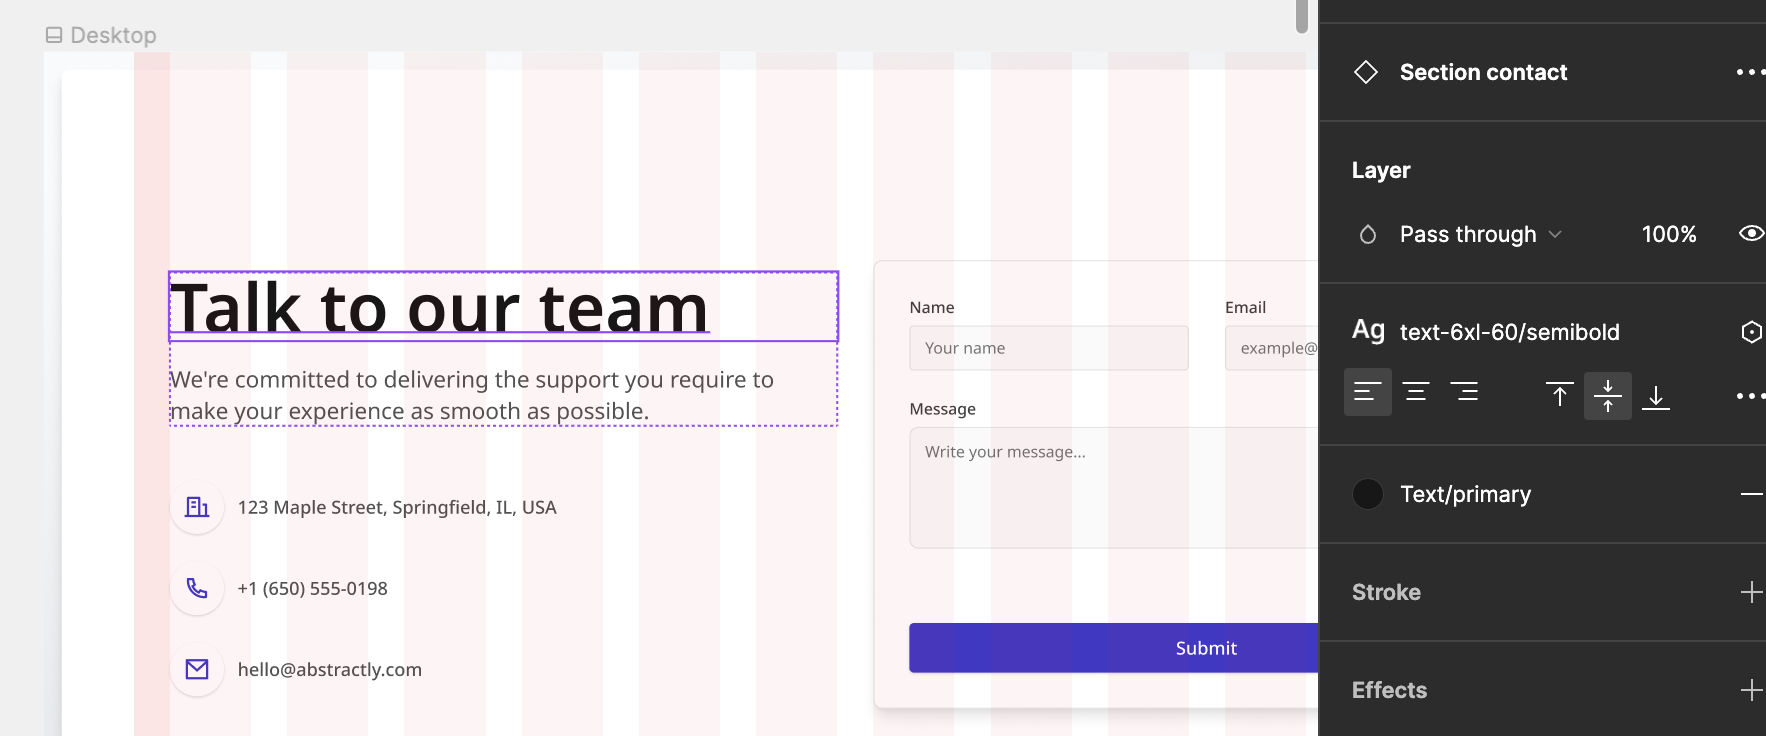 Desktop
Talk to our team
We're committed to delivering the support you require to
make your experience as smooth as possible.
123 Maple Street, Springfield, IL, USA
+1 (650) 555-0198
hello@abstractly.com
Name
Your name
Email
example@
Message
Write your message...
Submit
Section contact
Layer
Pass through
100%
Ag text-6xl-60/semibold
Text/primary
Stroke
Effects